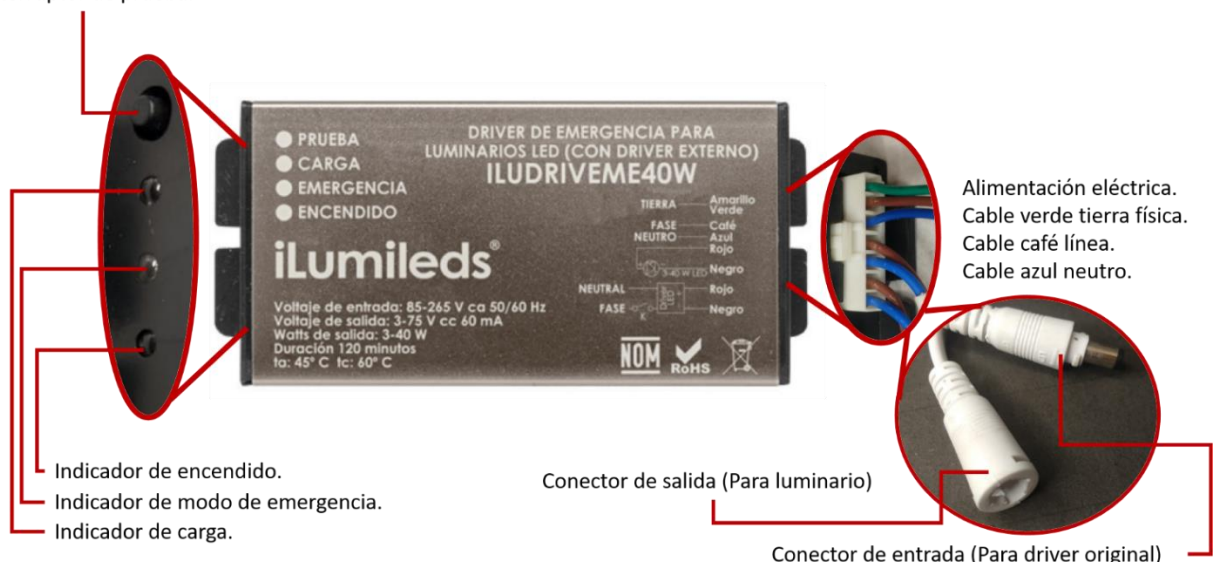 PRUEBA
CARGA
EMERGENCIA
ENCENDIDO
iLumileds®
Voltaje de entrada: 85-265 V ca 50/60 Hz
Voltaje de salida: 3-75 V cc 60 mA
Watts de salida: 3-40 W
Duración 120 minutos
ta: 45° C tc: 60° C
DRIVER DE EMERGENCIA PARA
LUMINARIOS LED (CON DRIVER EXTERNO)
ILUDRIVEME40W
TIERRA Amarillo
Verde
FASE Café
NEUTRO Azul
Rojo
3-40 W LED Negro
NEUTRAL Rojo
FASE Negro
NOM
RoHS
Alimentación eléctrica.
Cable verde tierra física.
Cable café línea.
Cable azul neutro.
Indicador de encendido.
Indicador de modo de emergencia.
Indicador de carga.
Conector de salida (Para luminario)
Conector de entrada (Para driver original)